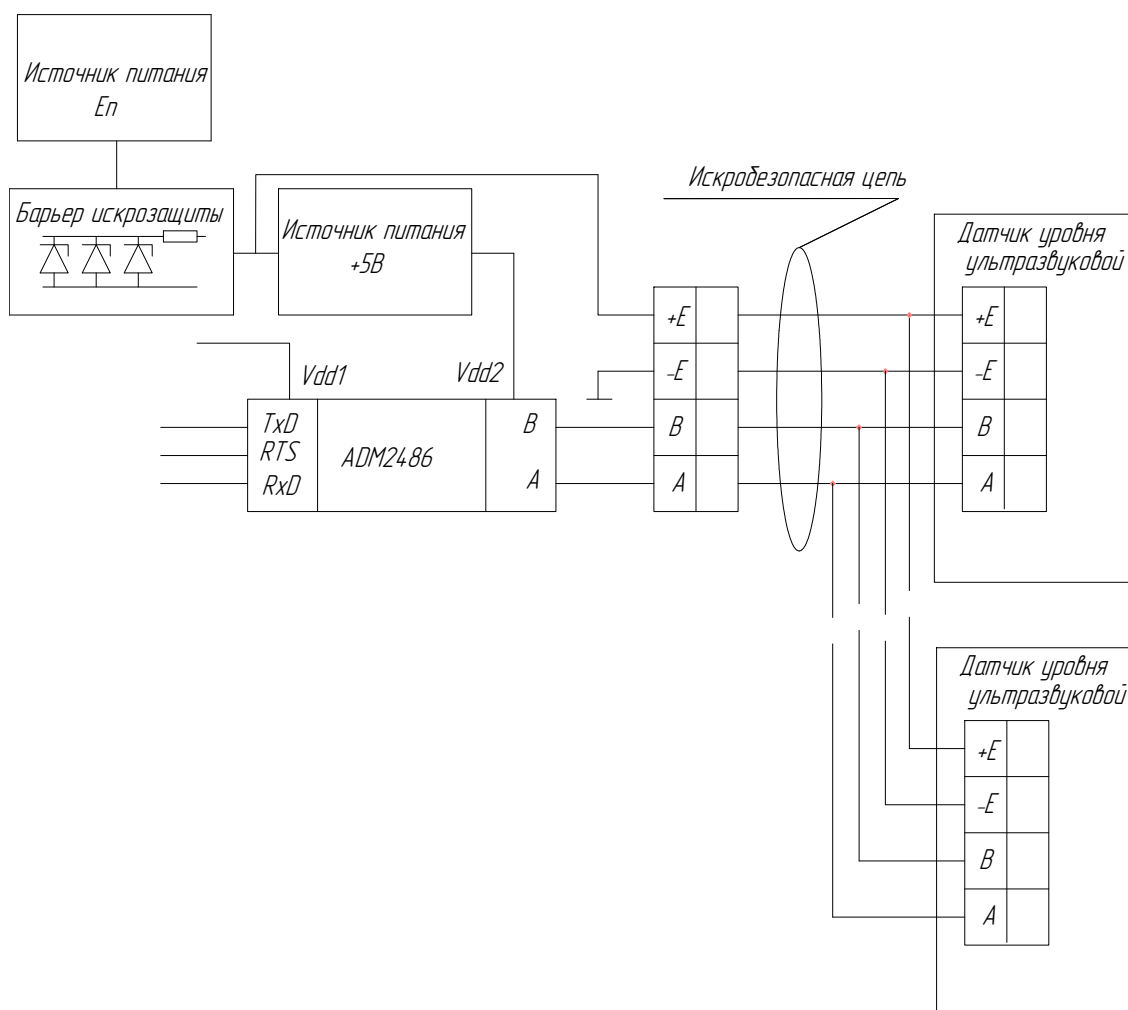 Источник питания
Еп
Барьер искрозащиты
Источник питания
+5В
Искробезопасная цепь
Датчик уровня
ультразвуковой
+E
-E
B
A
+E
-E
B
A
Vdd1
Vdd2
TxD
RTS
RxD
ADM2486
B
A
Датчик уровня
ультразвуковой
+E
-E
B
A